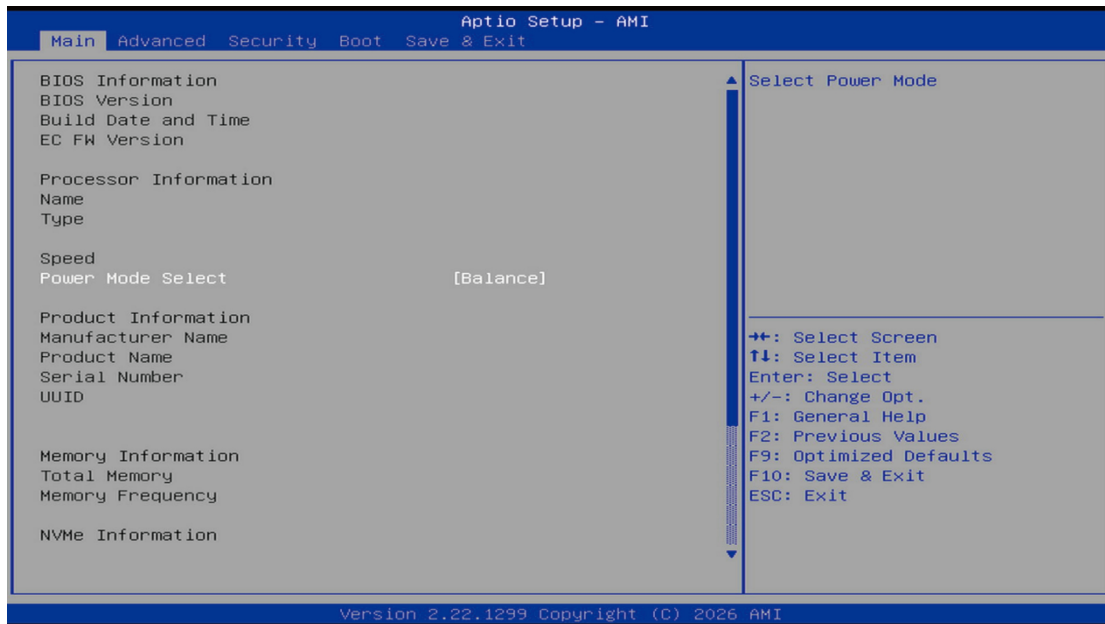 Aptio Setup – AMI
Main Advanced Security Boot Save & Exit
BIOS Information
BIOS Version
Build Date and Time
EC FW Version
Processor Information
Name
Type
Speed
Power Mode Select [Balance]
Product Information
Manufacturer Name
Product Name
Serial Number
UUID
Memory Information
Total Memory
Memory Frequency
NVMe Information
Select Power Mode
→←: Select Screen
↑↓: Select Item
Enter: Select
+/-: Change Opt.
F1: General Help
F2: Previous Values
F9: Optimized Defaults
F10: Save & Exit
ESC: Exit
Version 2.22.1299 Copyright (C) 2026 AMI